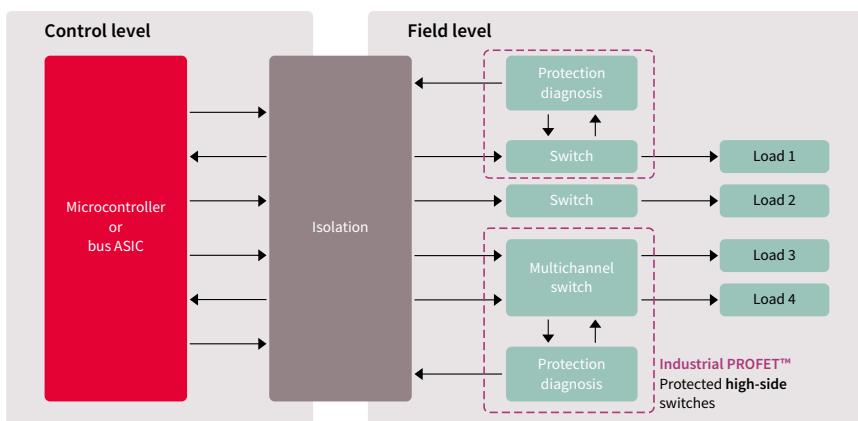 Control level
Field level
Microcontroller
or
bus ASIC
Isolation
Protection
diagnosis
Switch
Load 1
Switch
Load 2
Multichannel
switch
Load 3
Load 4
Protection
diagnosis
Industrial PROFET™
Protected high-side
switches